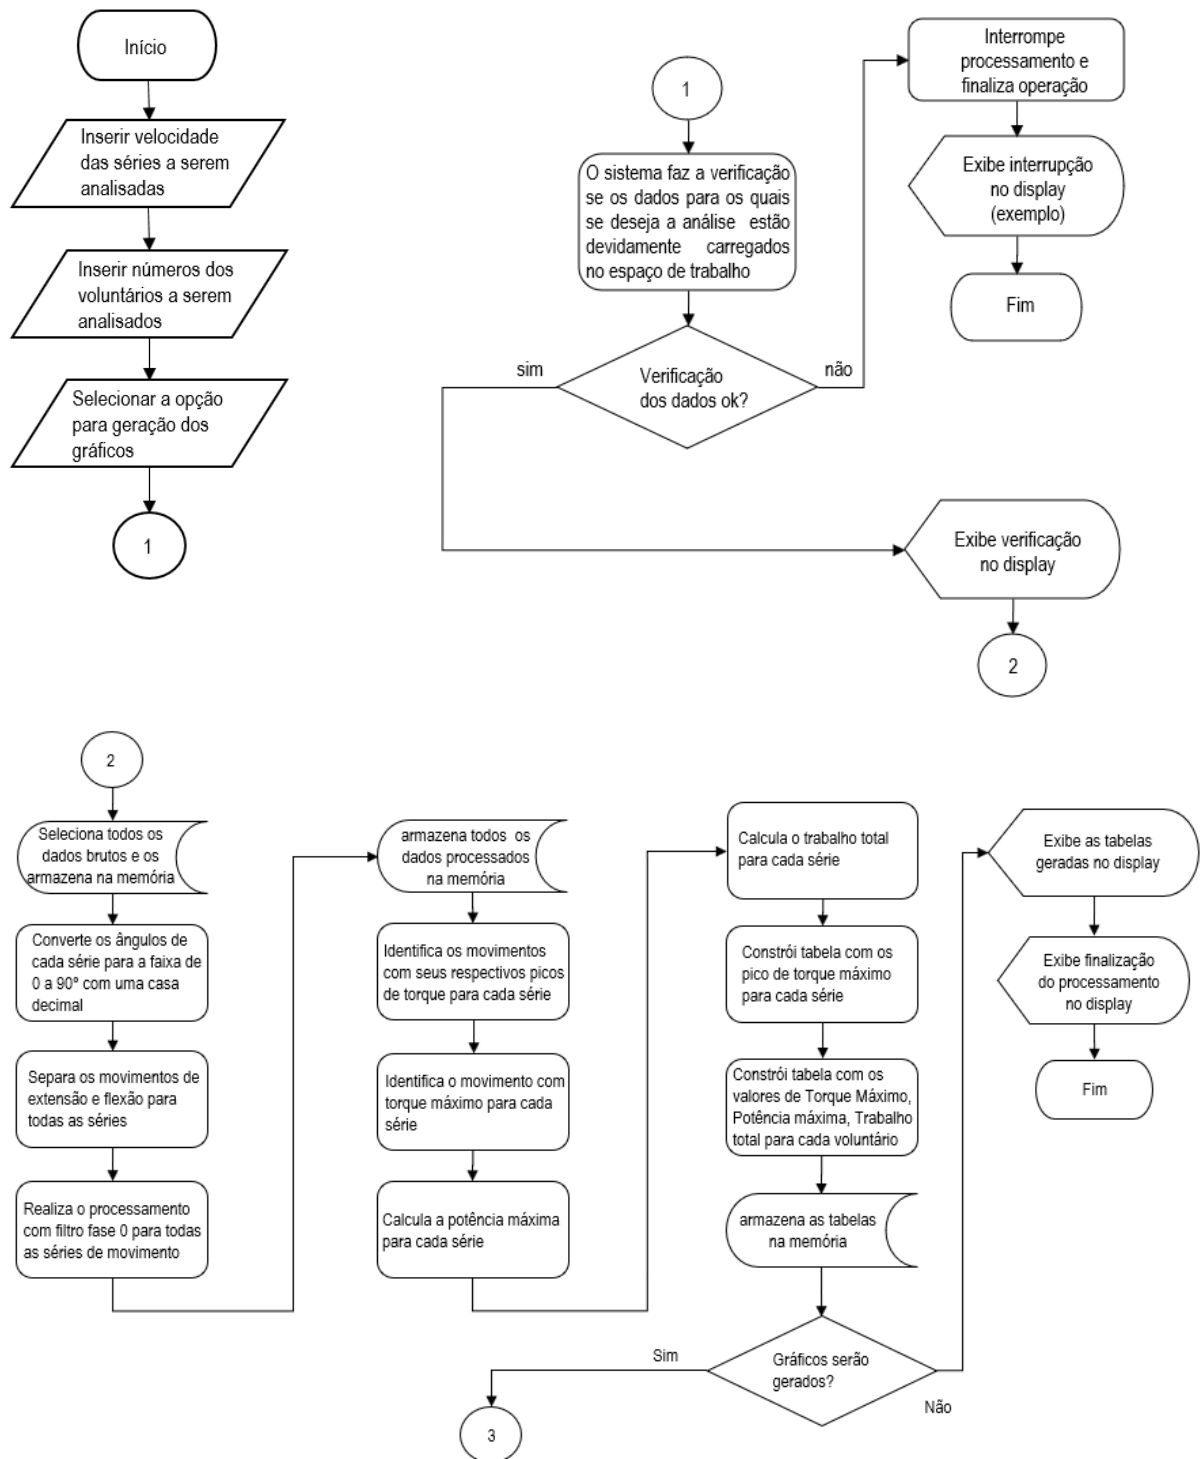 Início
Inserir velocidade
das séries a serem
analisadas
Inserir números dos
voluntários a serem
analisados
Selecionar a opção
para geração dos
gráficos
1
1
O sistema faz a verificação
se os dados para os quais
se deseja a análise estão
devidamente carregados
no espaço de trabalho
sim
Verificação
dos dados ok?
não
Interrompe
processamento e
finaliza operação
Exibe interrupção
no display
(exemplo)
Fim
Exibe verificação
no display
2
2
Seleciona todos os
dados brutos e os
armazena na memória
Converte os ângulos de
cada série para a faixa de
0 a 90º com uma casa
decimal
Separa os movimentos de
extensão e flexão para
todas as séries
Realiza o processamento
com filtro fase 0 para todas
as séries de movimento
armazena todos os
dados processados
na memória
Identifica os movimentos
com seus respectivos picos
de torque para cada série
Identifica o movimento com
torque máximo para cada
série
Calcula a potência máxima
para cada série
Calcula o trabalho total
para cada série
Constrói tabela com os
pico de torque máximo
para cada série
Constrói tabela com os
valores de Torque Máximo,
Potência máxima, Trabalho
total para cada voluntário
armazena as tabelas
na memória
Sim
Gráficos serão
gerados?
Não
3
Exibe as tabelas
geradas no display
Exibe finalização
do processamento
no display
Fim